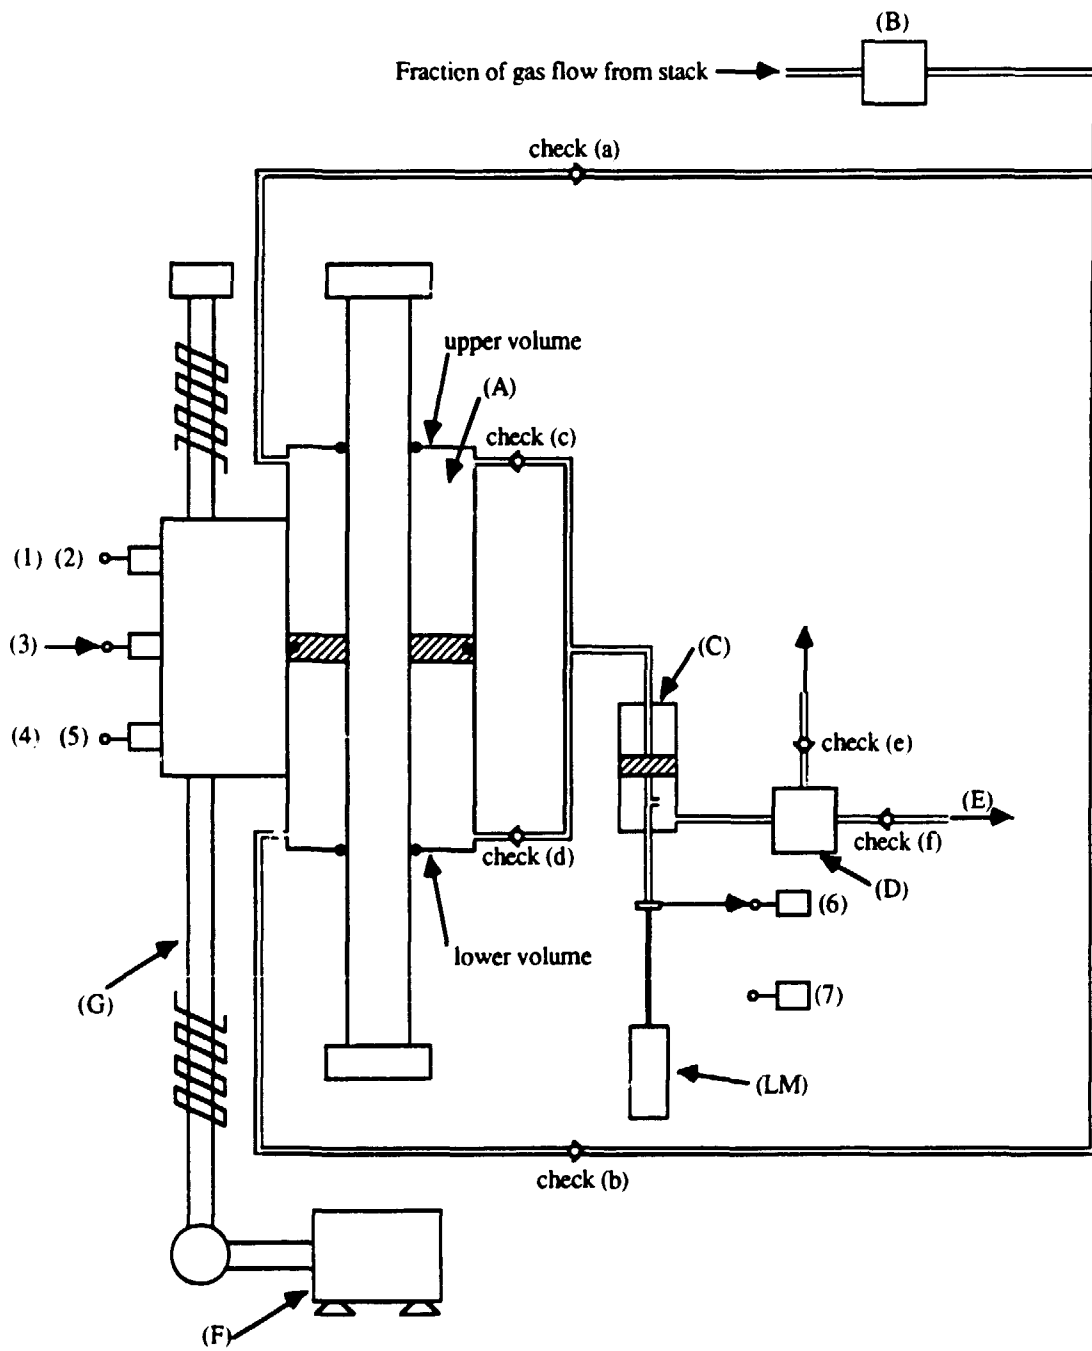 (B)
Fraction of gas flow from stack
check (a)
upper volume
(A)
check (c)
(1) (2)
(3)
(C)
(4) (5)
check (e)
(E)
check (d)
check (f)
(D)
(6)
lower volume
(G)
(7)
(LM)
check (b)
(F)